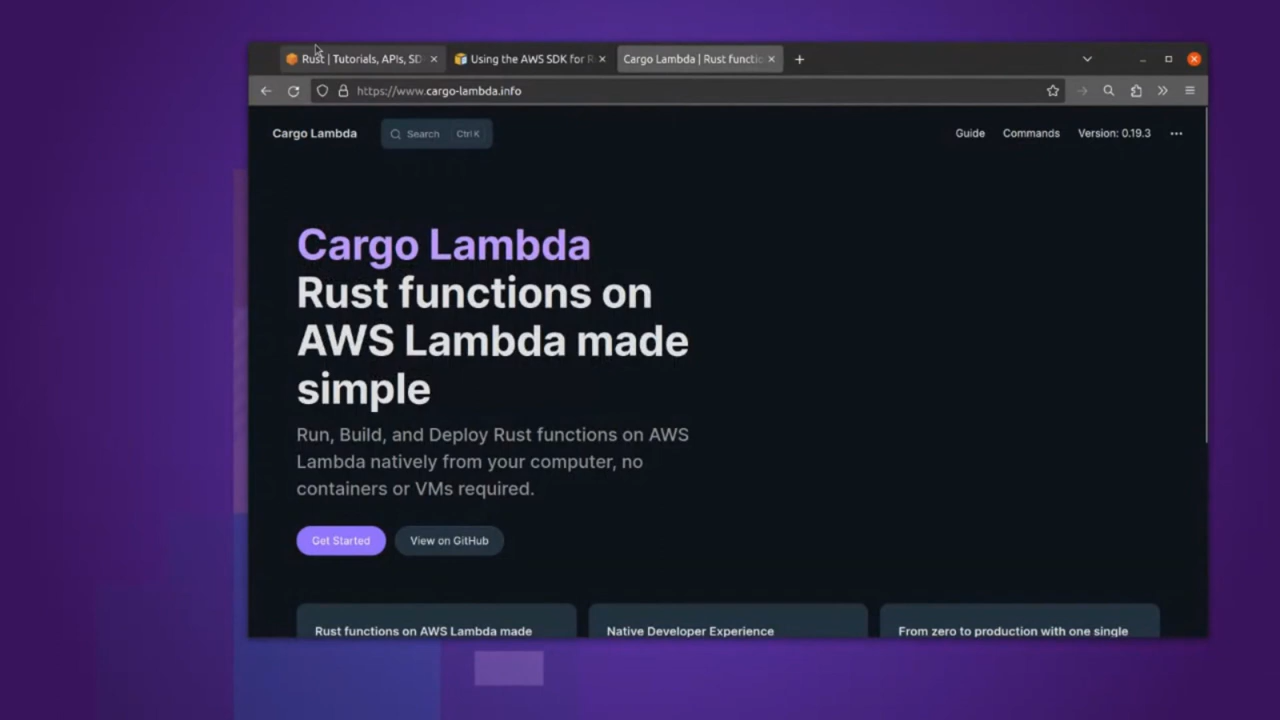 Rust | Tutorials, APIs, SD
Using the AWS SDK for R
Cargo Lambda | Rust functio
https://www.cargo-lambda.info
Cargo Lambda
Search
Ctrl K
Guide
Commands
Version: 0.19.3
Cargo Lambda
Rust functions on
AWS Lambda made
simple
Run, Build, and Deploy Rust functions on AWS
Lambda natively from your computer, no
containers or VMs required.
Get Started
View on GitHub
Rust functions on AWS Lambda made
Native Developer Experience
From zero to production with one single